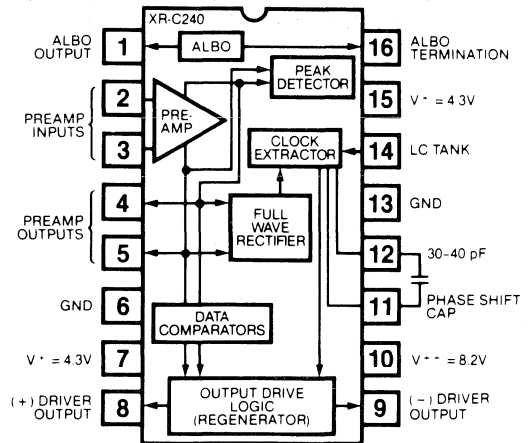 XR-C240
ALBO
OUTPUT
1
ALBO
16
ALBO
TERMINATION
PEAK
DETECTOR
2
PREAMP
INPUTS
3
PRE-
AMP
15
V+ = 4.3V
CLOCK
EXTRACTOR
14
LC TANK
4
PREAMP
OUTPUTS
5
FULL
WAVE
RECTIFIER
13
GND
12
30-40 pF
11
PHASE SHIFT
CAP
GND
6
DATA
COMPARATORS
V+ = 4.3V
7
10
V++ = 8.2V
(+) DRIVER
OUTPUT
8
OUTPUT DRIVE
LOGIC
(REGENERATOR)
9
(−) DRIVER
OUTPUT